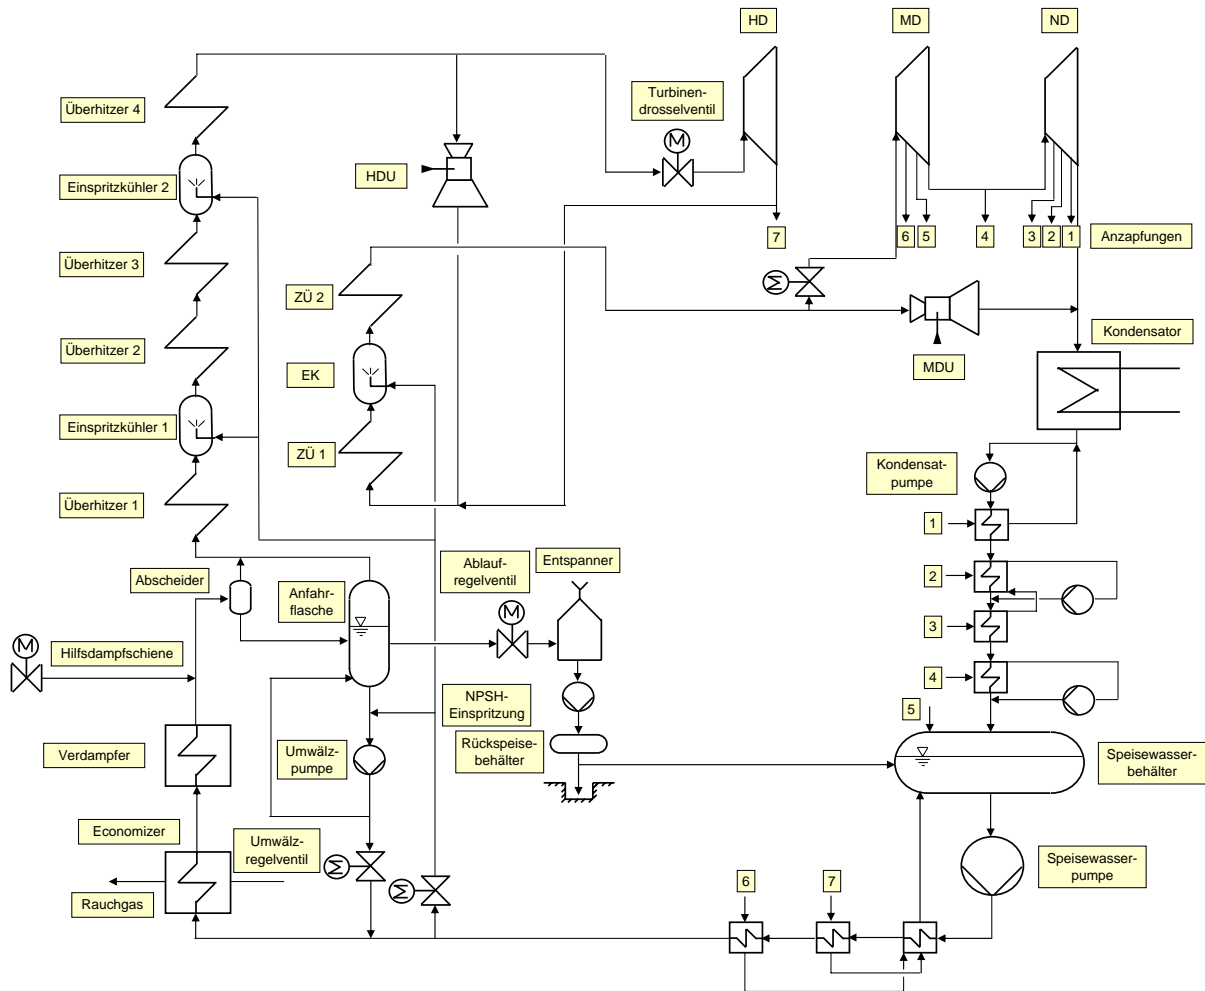 HD
MD
ND
Überhitzer 4
Turbinen-
drosselventil
M
HDU
Einspritzkühler 2
7
6
5
4
3
2
1
Anzapfungen
Überhitzer 3
ZÜ 2
M
Überhitzer 2
EK
MDU
Kondensator
Einspritzkühler 1
ZÜ 1
Kondensat-
pumpe
Überhitzer 1
1
Abscheider
Anfahr-
flasche
Ablauf-
regelventil
Entspanner
2
M
M
Hilfsdampfschiene
3
4
NPSH-
Einspritzung
5
Verdampfer
Umwälz-
pumpe
Rückspeise-
behälter
Speisewasser-
behälter
Economizer
Umwälz-
regelventil
M
M
Speisewasser-
pumpe
Rauchgas
6
7